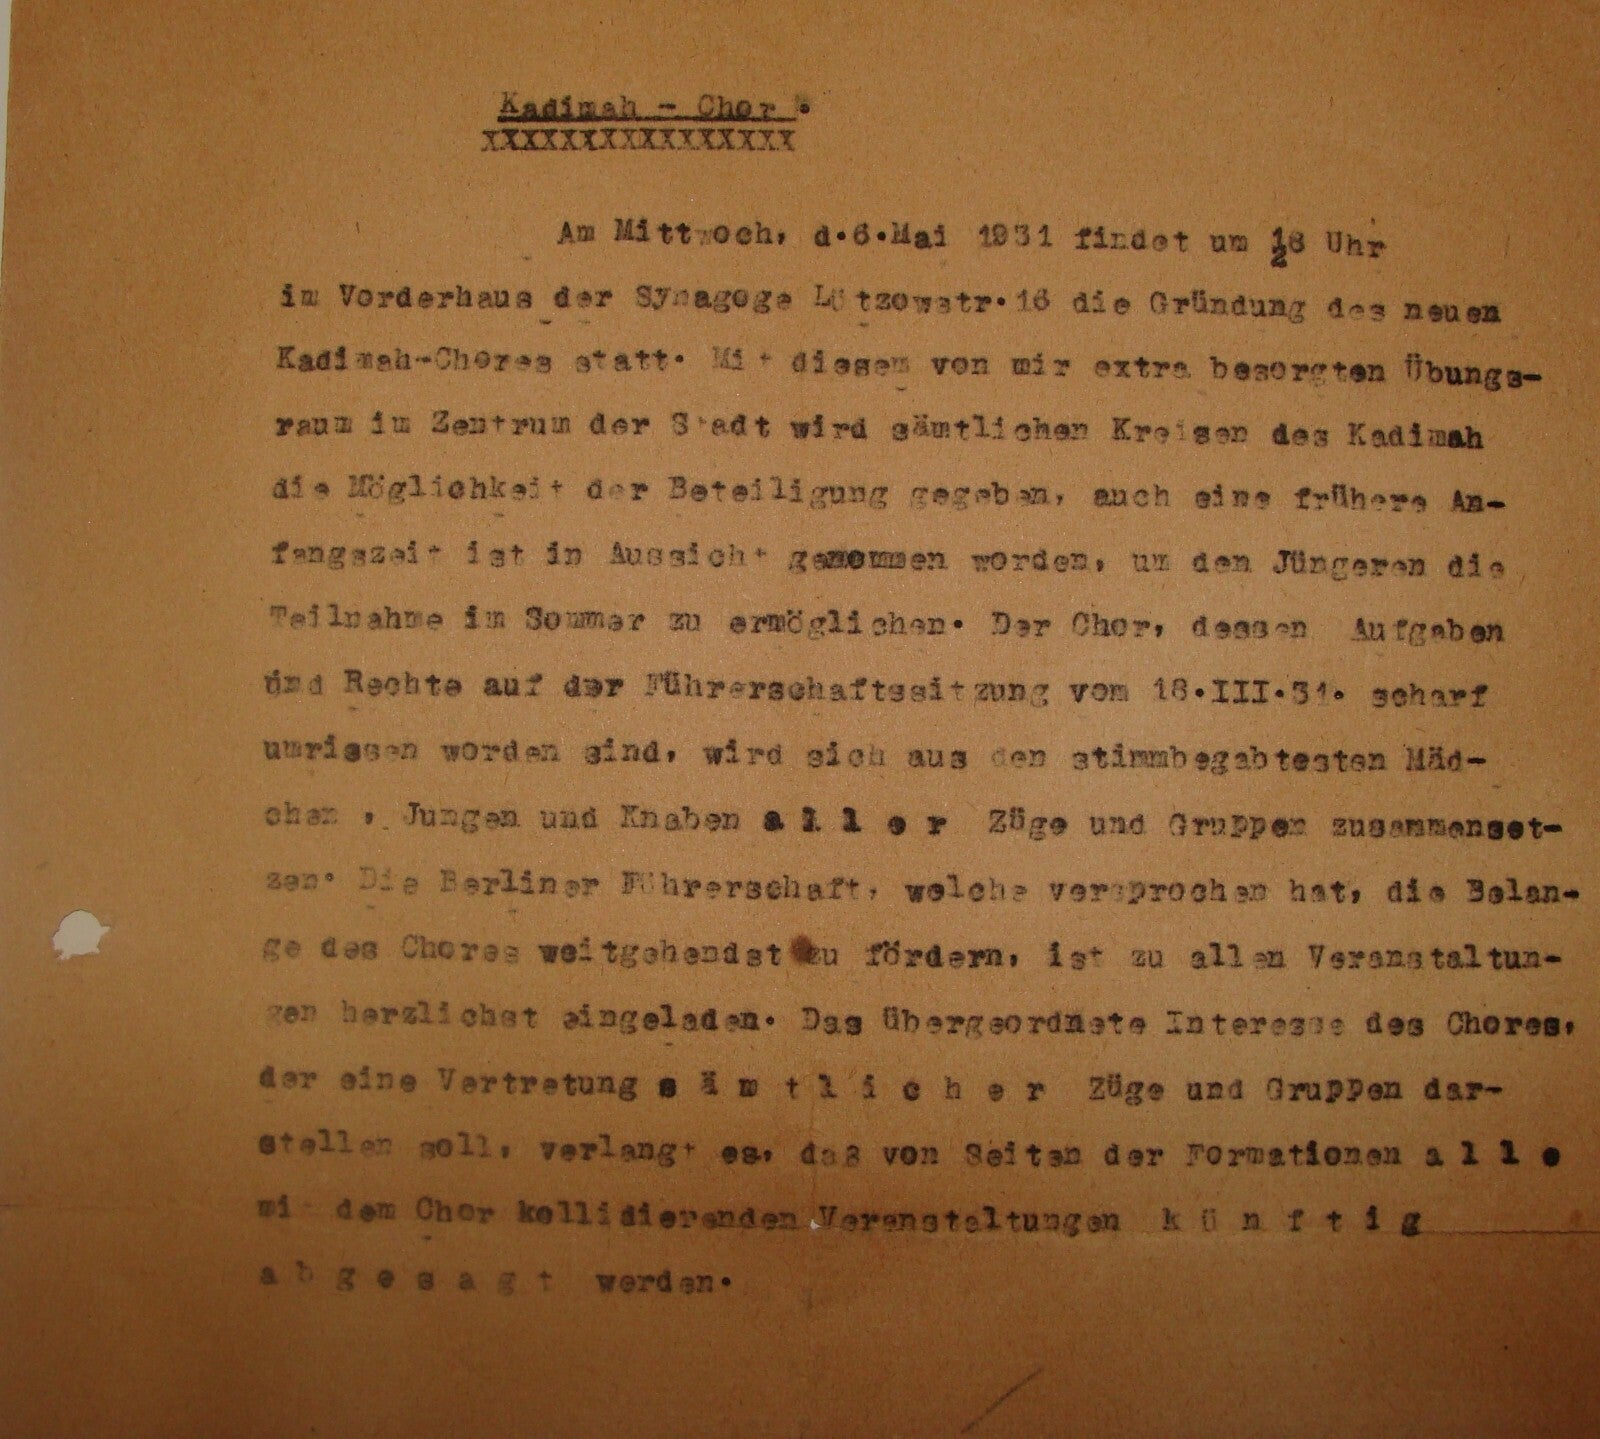 Kadimah - Chor .
XXXXXXXXXXXXXXXX
Am Mittwoch, d.6.Mai 1931 findet um ½8 Uhr
im Vorderhaus der Synagoge Lützowstr.16 die Gründung des neuen
Kadimah-Chores statt. Mit diesem von mir extra besorgten Übungs-
raum im Zentrum der Stadt wird sämtlichen Kreisen des Kadimah
die Möglichkeit der Beteiligung gegeben, auch eine frühere An-
fangszeit ist in Aussicht genommen worden, um den Jüngeren die
Teilnahme im Sommer zu ermöglichen. Der Chor, dessen Aufgaben
und Rechte auf der Führerschaftssitzung vom 18.III.31. scharf
umrissen worden sind, wird sich aus den stimmbegabtesten Mäd-
chen , Jungen und Knaben a l l e r Züge und Gruppen zusammenset-
zen. Die Berliner Führerschaft, welche versprochen hat, die Belan-
ge des Chores weitgehendst zu fördern, ist zu allen Veranstaltun-
gen herzlichst eingeladen. Das übergeordnete Interesse des Chores,
der eine Vertretung s ä m t l i c h e r Züge und Gruppen dar-
stellen soll, verlangt es, daß von Seiten der Formationen a l l e
mit dem Chor kollidierenden Veranstaltungen k ü n f t i g
a b g e s a g t werden.